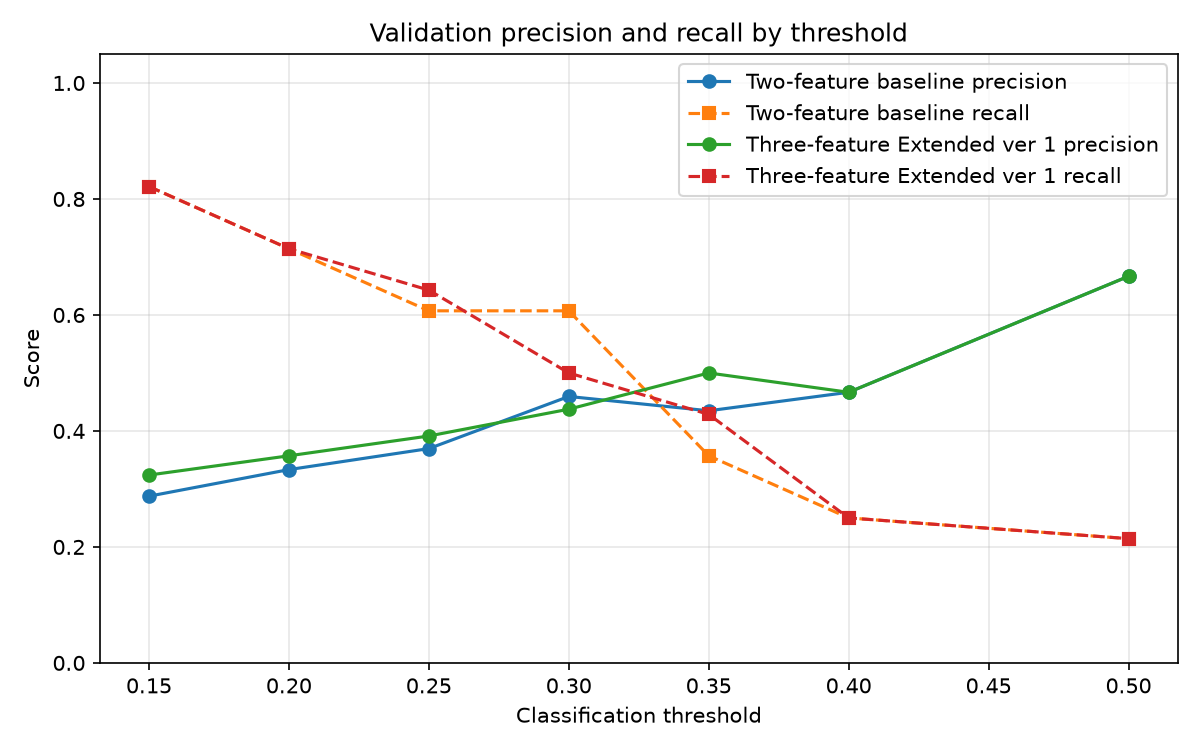 Validation precision and recall by threshold
Two-feature baseline precision
Two-feature baseline recall
Three-feature Extended ver 1 precision
Three-feature Extended ver 1 recall
1.0
0.8
0.6
0.4
0.2
0.0
Score
0.15 0.20 0.25 0.30 0.35 0.40 0.45 0.50
Classification threshold